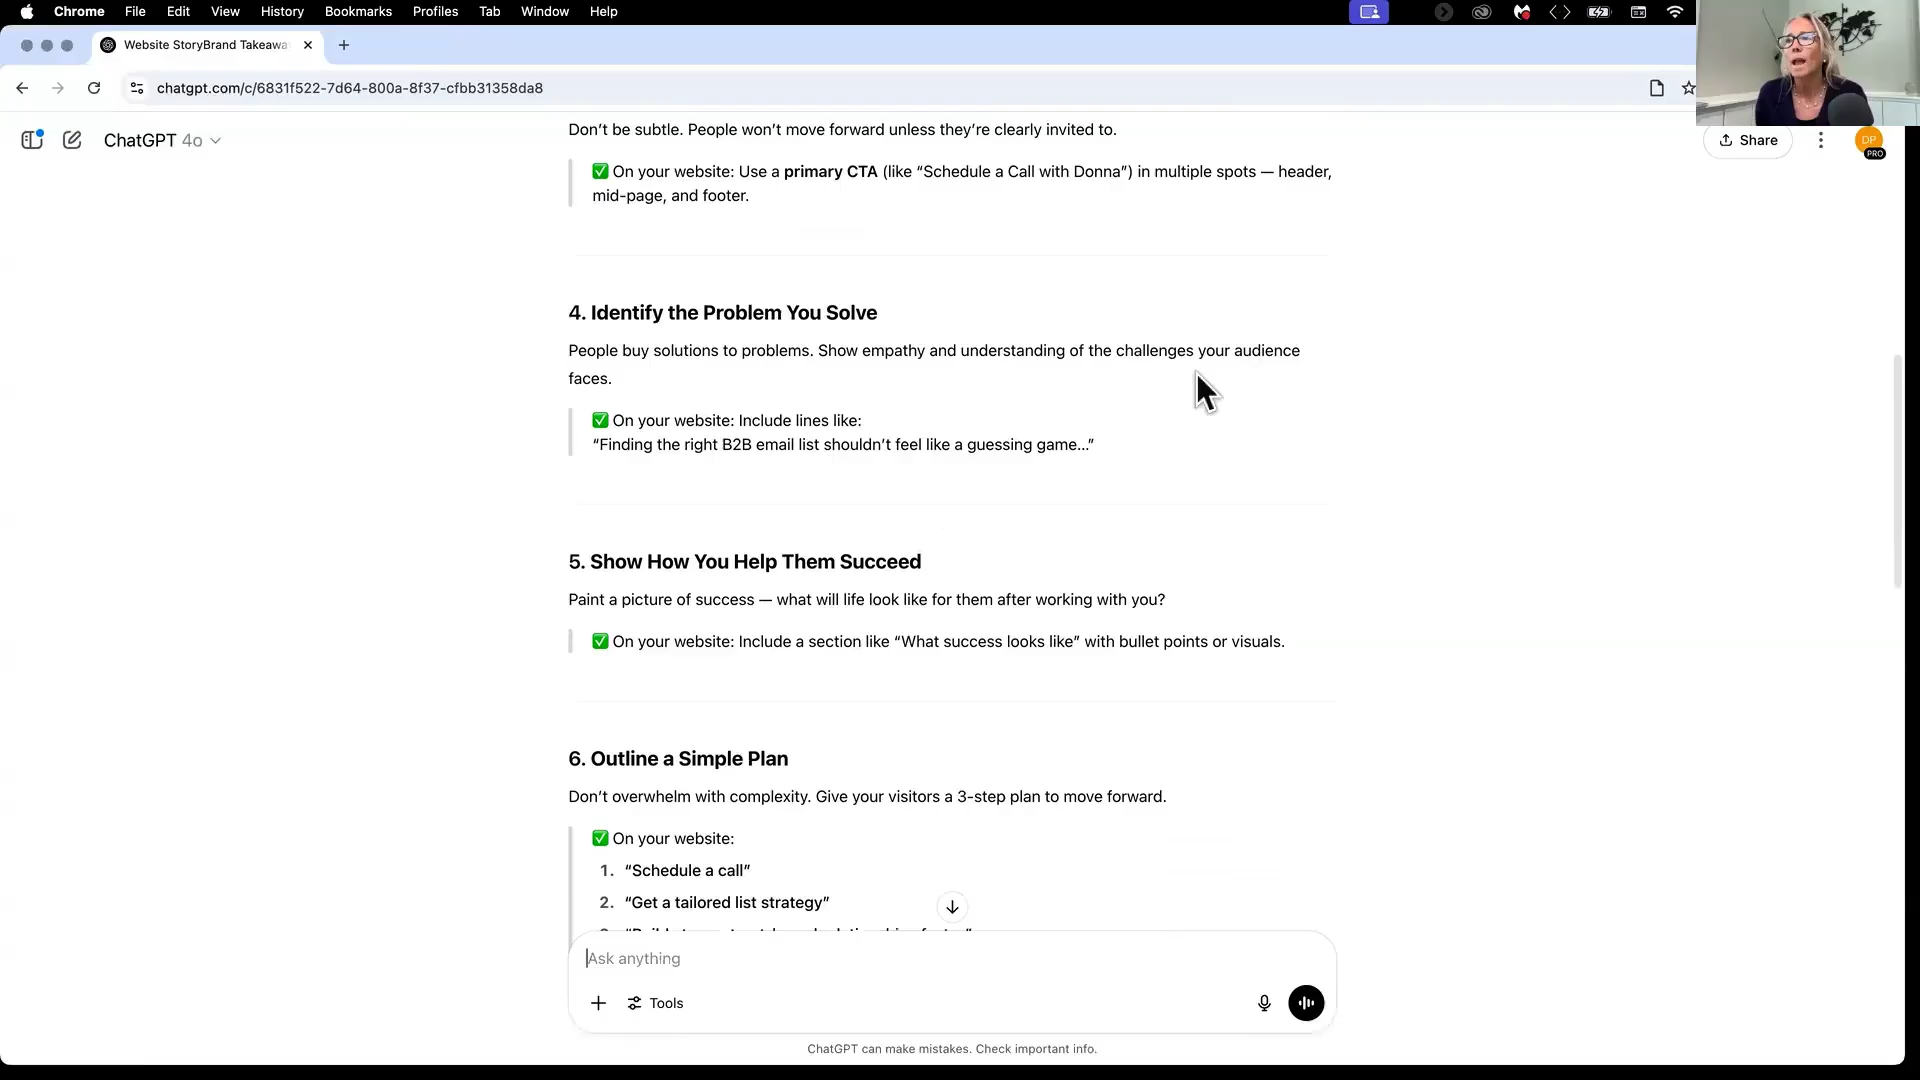 Chrome File Edit View History Bookmarks Profiles Tab Window Help
Website StoryBrand Takeawa
chatgpt.com/c/6831f522-7d64-800a-8f37-cfbb31358da8
ChatGPT 4o
Share
DP
PRO
Don’t be subtle. People won’t move forward unless they’re clearly invited to.
✅ On your website: Use a primary CTA (like “Schedule a Call with Donna”) in multiple spots — header,
mid-page, and footer.
4. Identify the Problem You Solve
People buy solutions to problems. Show empathy and understanding of the challenges your audience
faces.
✅ On your website: Include lines like:
“Finding the right B2B email list shouldn’t feel like a guessing game…”
5. Show How You Help Them Succeed
Paint a picture of success — what will life look like for them after working with you?
✅ On your website: Include a section like “What success looks like” with bullet points or visuals.
6. Outline a Simple Plan
Don’t overwhelm with complexity. Give your visitors a 3-step plan to move forward.
✅ On your website:
1. “Schedule a call”
2. “Get a tailored list strategy”
Ask anything
Tools
ChatGPT can make mistakes. Check important info.